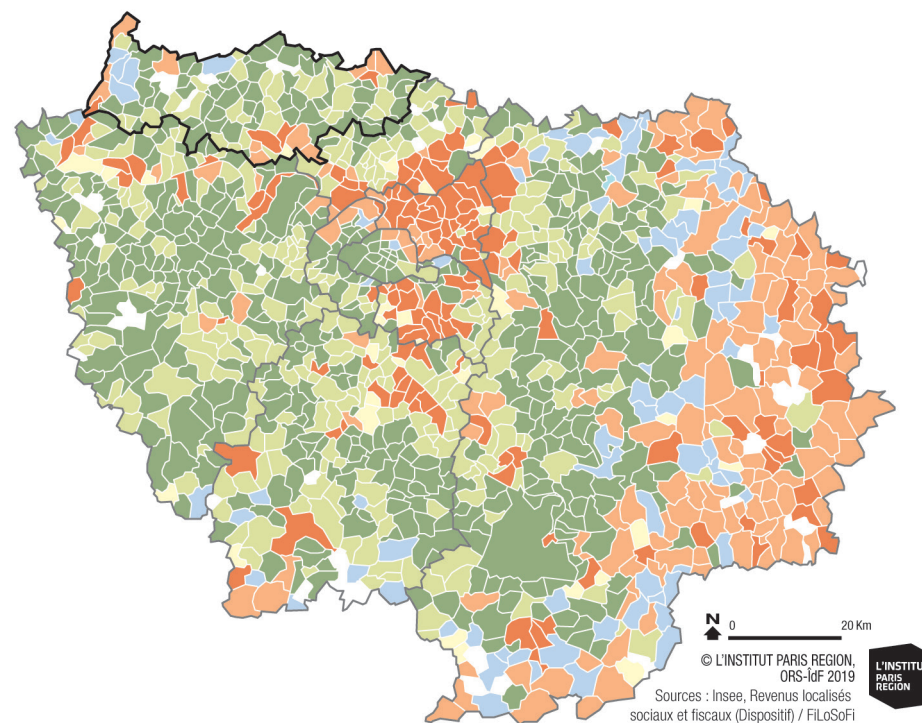 N
0 20 Km
© L'INSTITUT PARIS REGION,
ORS-ÎdF 2019
Sources : Insee, Revenus localisés
sociaux et fiscaux (Dispositif) / FiLoSoFi
L'INSTITU
PARIS
REGION